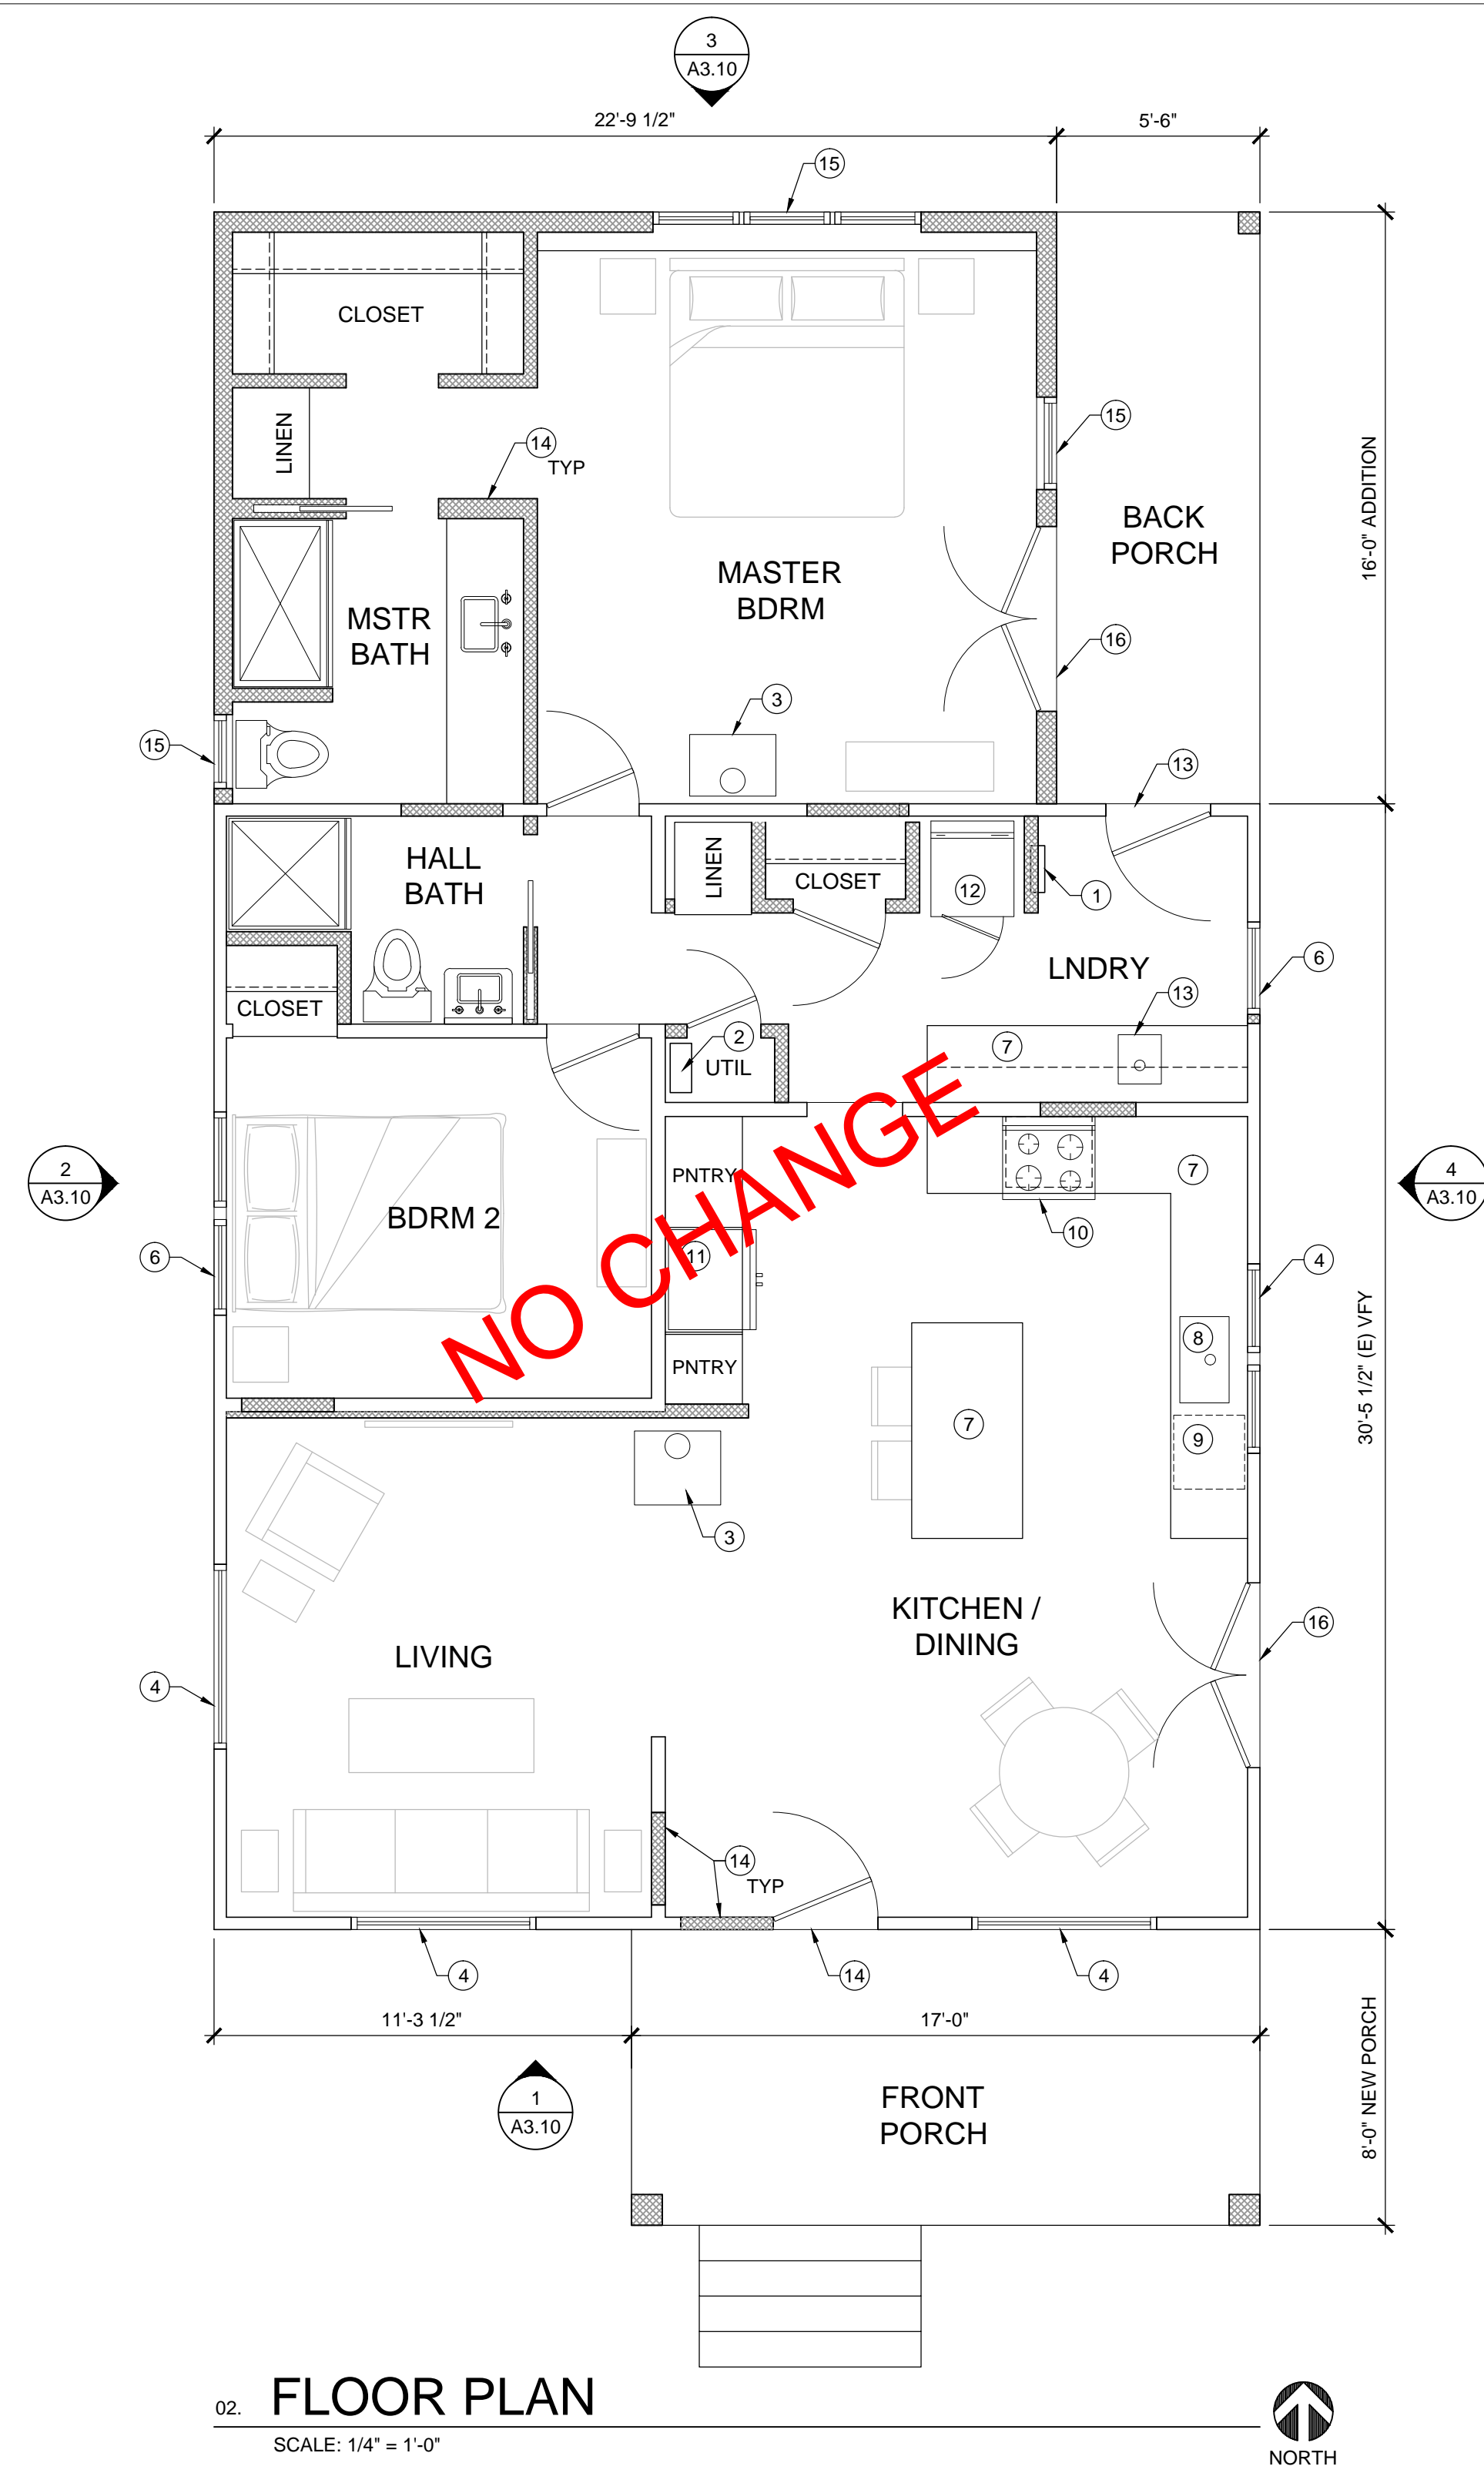 3
A3.10
22'-9 1/2"
5'-6"
15
CLOSET
LINEN
14
TYP
15
BACK
PORCH
16'-0" ADDITION
MASTER
BDRM
MSTR
BATH
16
3
15
13
HALL
BATH
LINEN
CLOSET
12
1
6
LNDRY
CLOSET
13
2
UTIL
7
NO CHANGE
2
A3.10
PNTRY
7
4
A3.10
BDRM 2
10
6
11
4
8
PNTRY
30'-5 1/2" (E) VFY
7
9
3
KITCHEN /
DINING
16
LIVING
4
14
TYP
4
14
4
11'-3 1/2"
17'-0"
8'-0" NEW PORCH
1
A3.10
FRONT
PORCH
02. FLOOR PLAN
SCALE: 1/4" = 1'-0"
NORTH